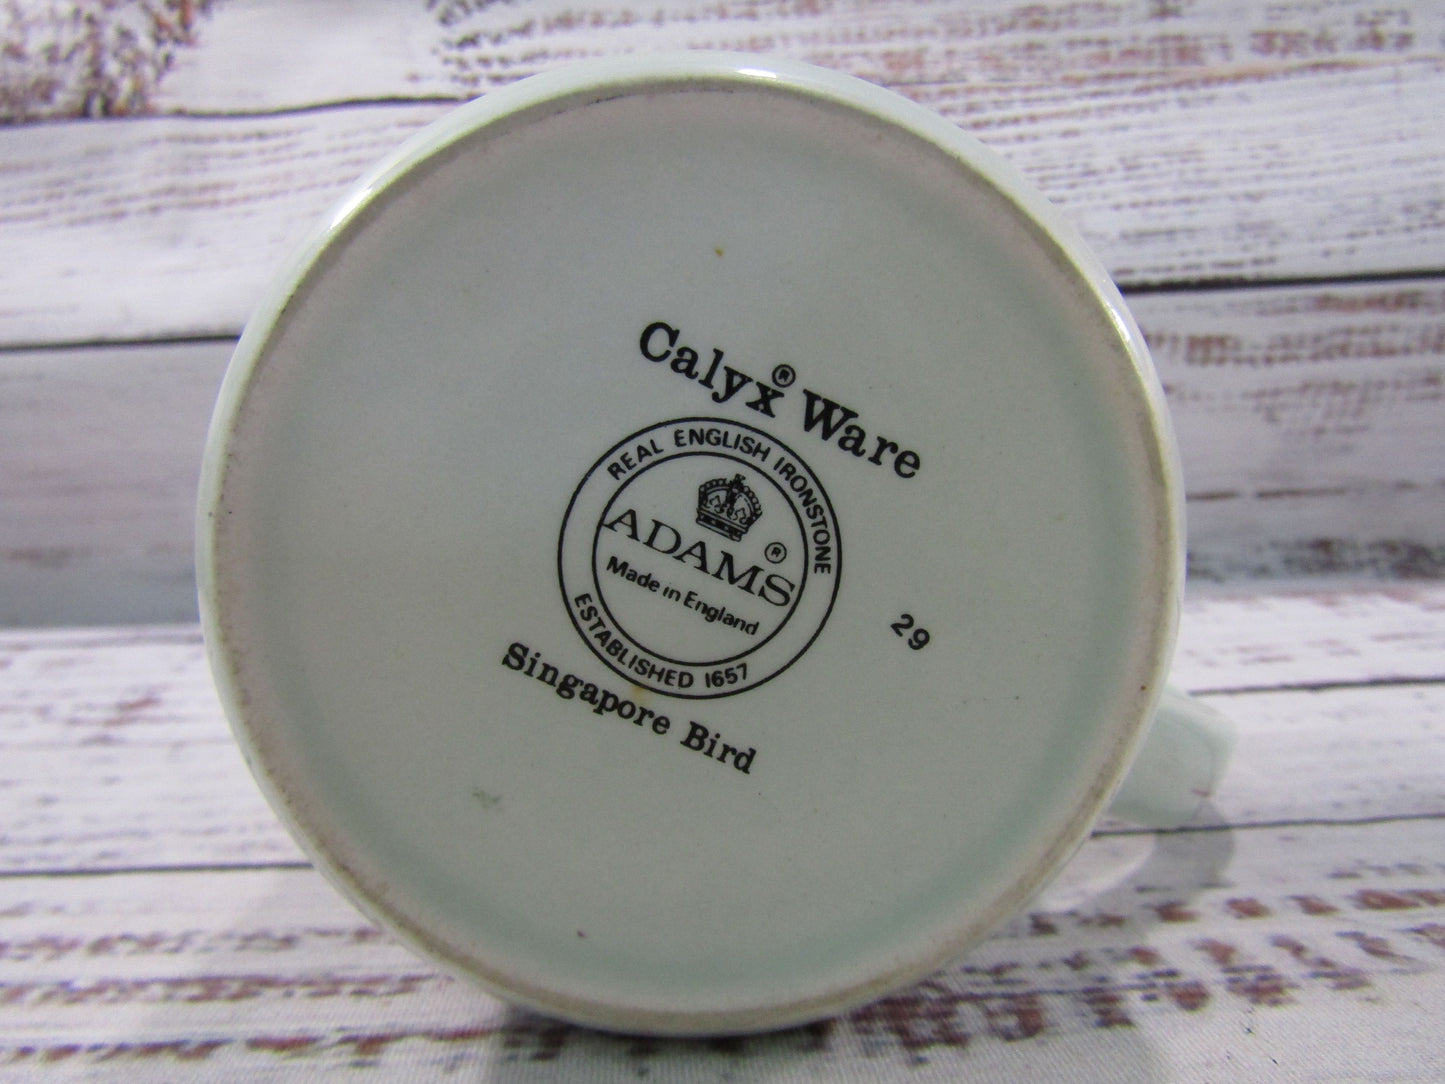 Calyx® Ware
REAL ENGLISH IRONSTONE
ADAMS®
Made in England
ESTABLISHED 1657
29
Singapore Bird